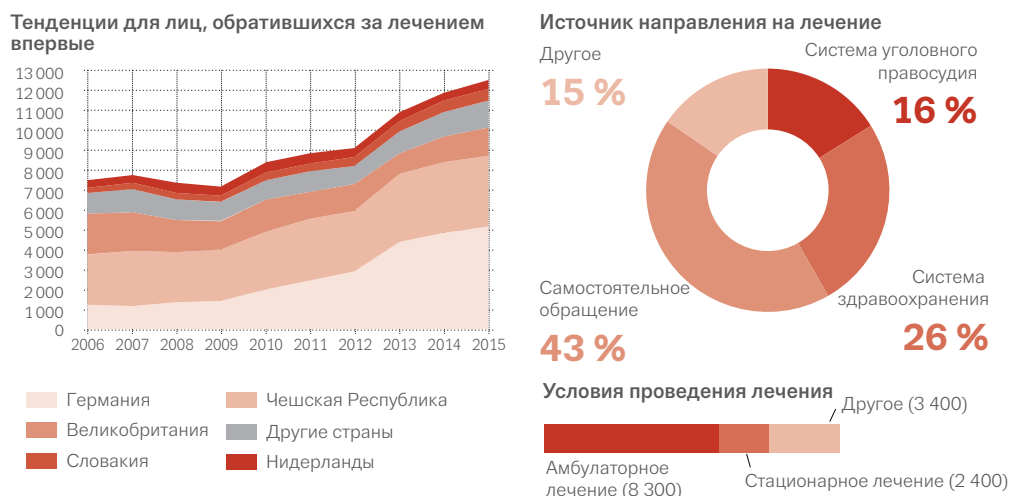 Тенденции для лиц, обратившихся за лечением
впервые
13 000
12 000
11 000
10 000
9 000
8 000
7 000
6 000
5 000
4 000
3 000
2 000
1 000
0
2006 2007 2008 2009 2010 2011 2012 2013 2014 2015
Германия
Чешская Республика
Великобритания
Другие страны
Словакия
Нидерланды
Источник направления на лечение
Другое
15 %
Система уголовного
правосудия
16 %
Самостоятельное
обращение
43 %
Система
здравоохранения
26 %
Условия проведения лечения
Другое (3 400)
Амбулаторное
лечение (8 300)
Стационарное лечение (2 400)